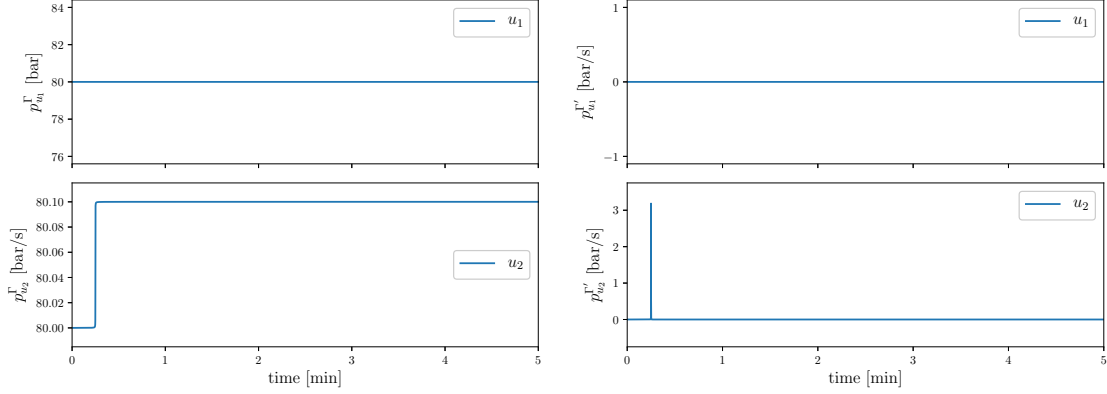 84
82
80
78
76
p^Γ_{u_1} [bar]
u_1
1
0
−1
p^{Γ′}_{u_1} [bar/s]
u_1
80.10
80.08
80.06
80.04
80.02
80.00
p^Γ_{u_2} [bar/s]
u_2
0 1 2 3 4 5
time [min]
3
2
1
0
p^{Γ′}_{u_2} [bar/s]
u_2
0 1 2 3 4 5
time [min]